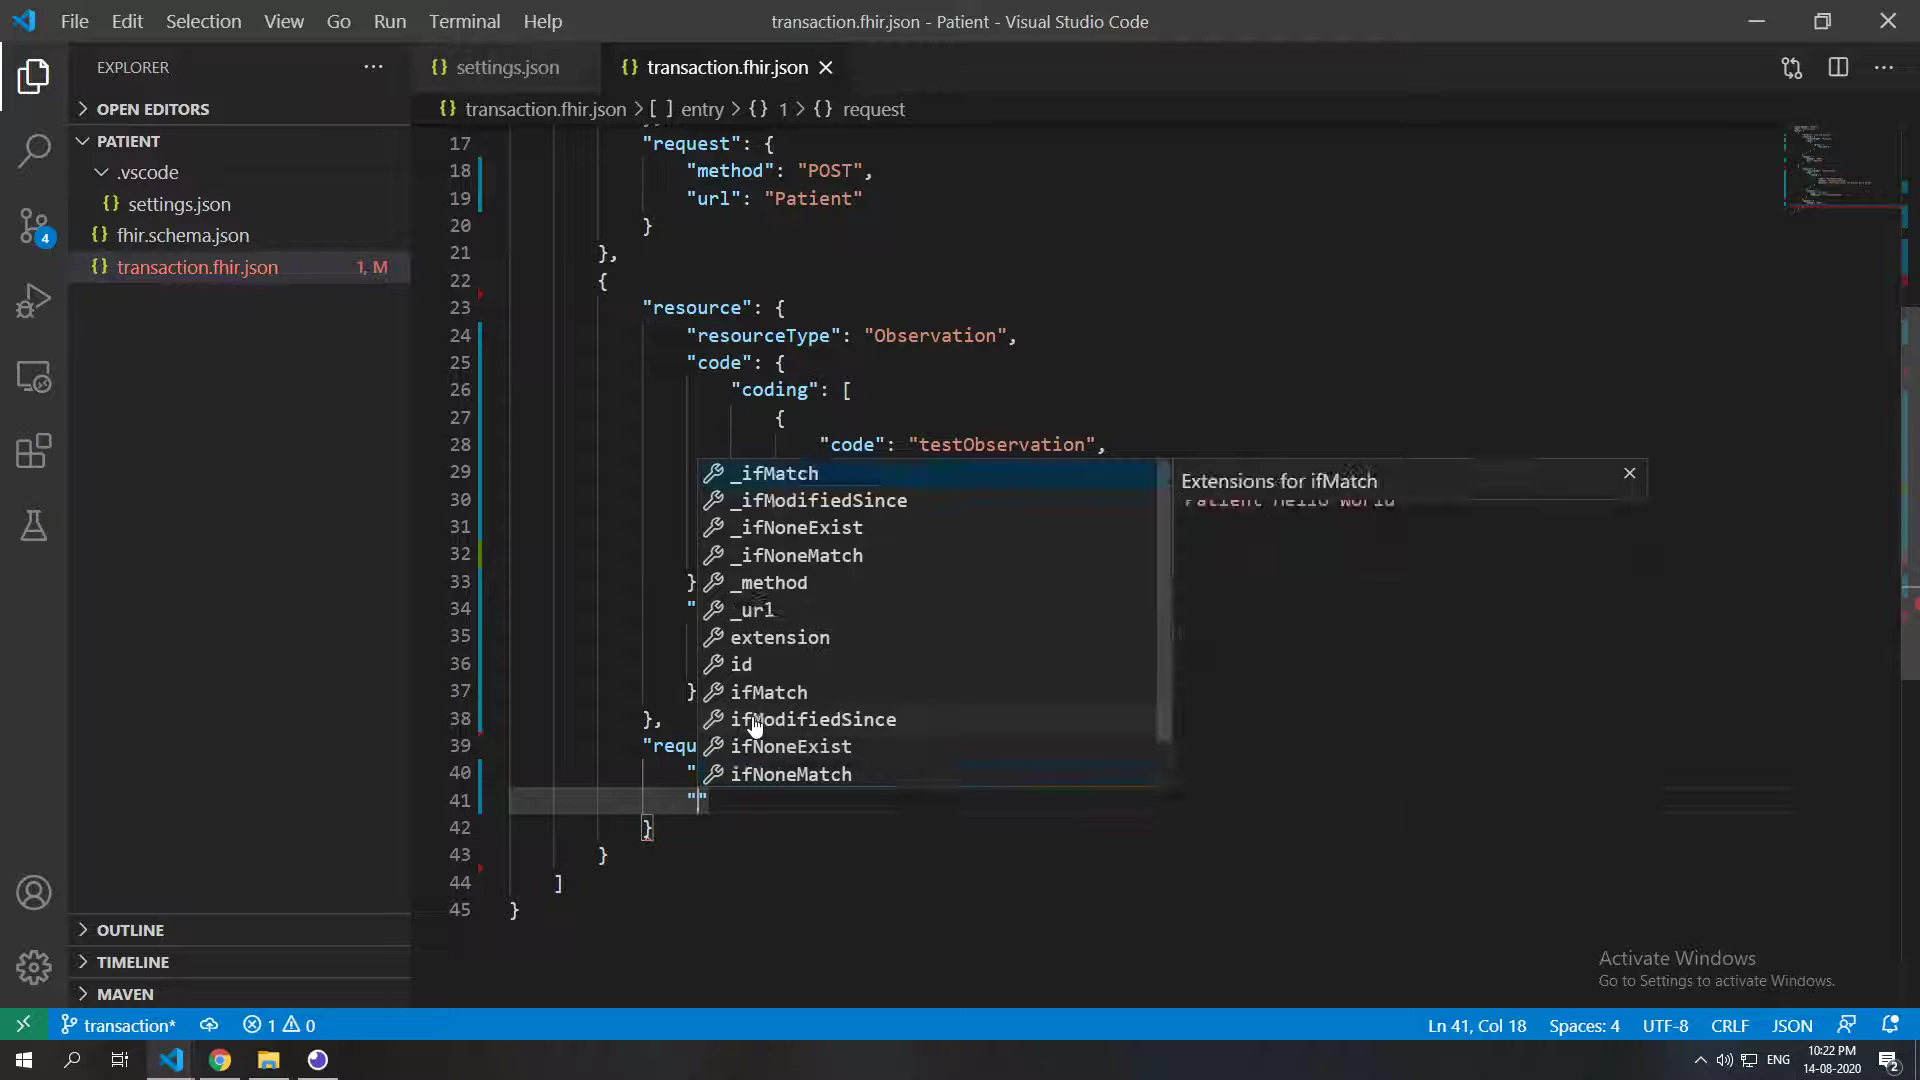 File Edit Selection View Go Run Terminal Help
transaction.fhir.json - Patient - Visual Studio Code
EXPLORER
settings.json
transaction.fhir.json
OPEN EDITORS
transaction.fhir.json > [ ] entry > {} 1 > {} request
PATIENT
.vscode
settings.json
fhir.schema.json
transaction.fhir.json 1, M
4
17 "request": {
18 "method": "POST",
19 "url": "Patient"
20 }
21 },
22 {
23 "resource": {
24 "resourceType": "Observation",
25 "code": {
26 "coding": [
27 {
28 "code": "testObservation",
29
30
31
32
33 }
34 "
35
36
37 }
38 },
39 "requ
40 "
41 ""
42 }
43 }
44 ]
45 }
_ifMatch
_ifModifiedSince
_ifNoneExist
_ifNoneMatch
_method
_url
extension
id
ifMatch
ifModifiedSince
ifNoneExist
ifNoneMatch
Extensions for ifMatch
Patient Hello World
OUTLINE
TIMELINE
MAVEN
Activate Windows
Go to Settings to activate Windows.
transaction* 1 0
Ln 41, Col 18 Spaces: 4 UTF-8 CRLF JSON
ENG
10:22 PM
14-08-2020
2